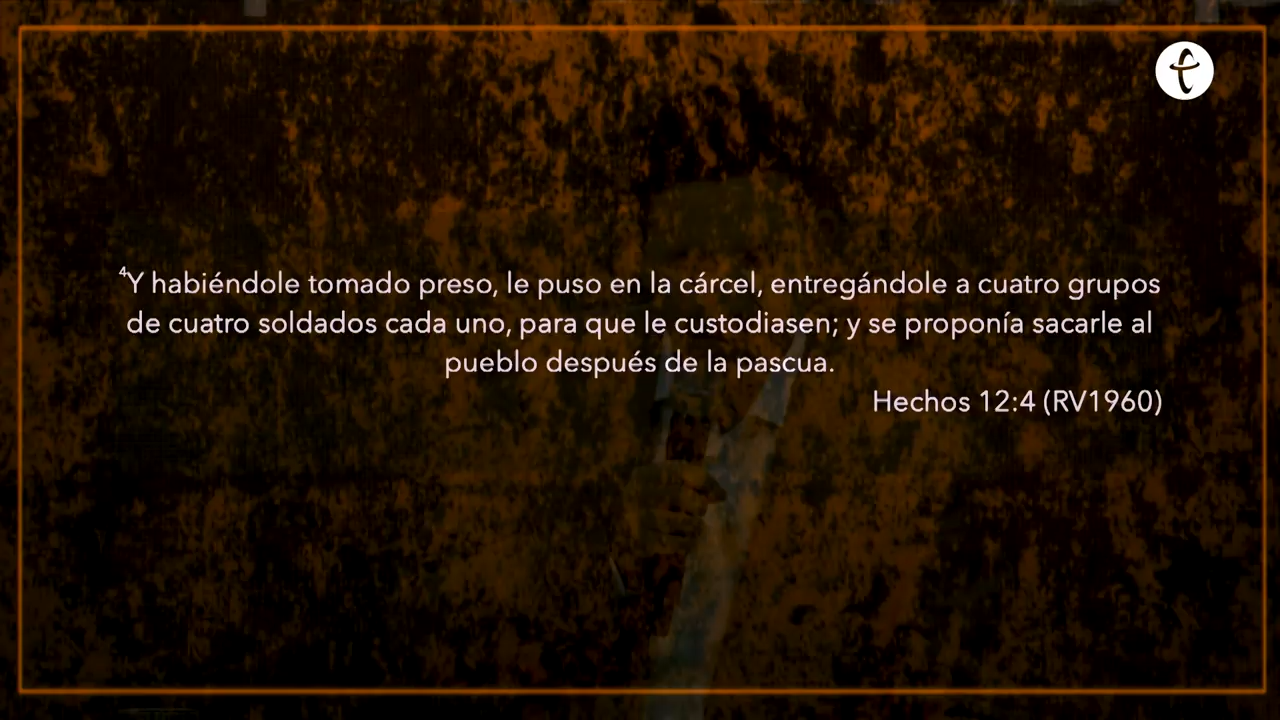 ⁴Y habiéndole tomado preso, le puso en la cárcel, entregándole a cuatro grupos
de cuatro soldados cada uno, para que le custodiasen; y se proponía sacarle al
pueblo después de la pascua.
Hechos 12:4 (RV1960)